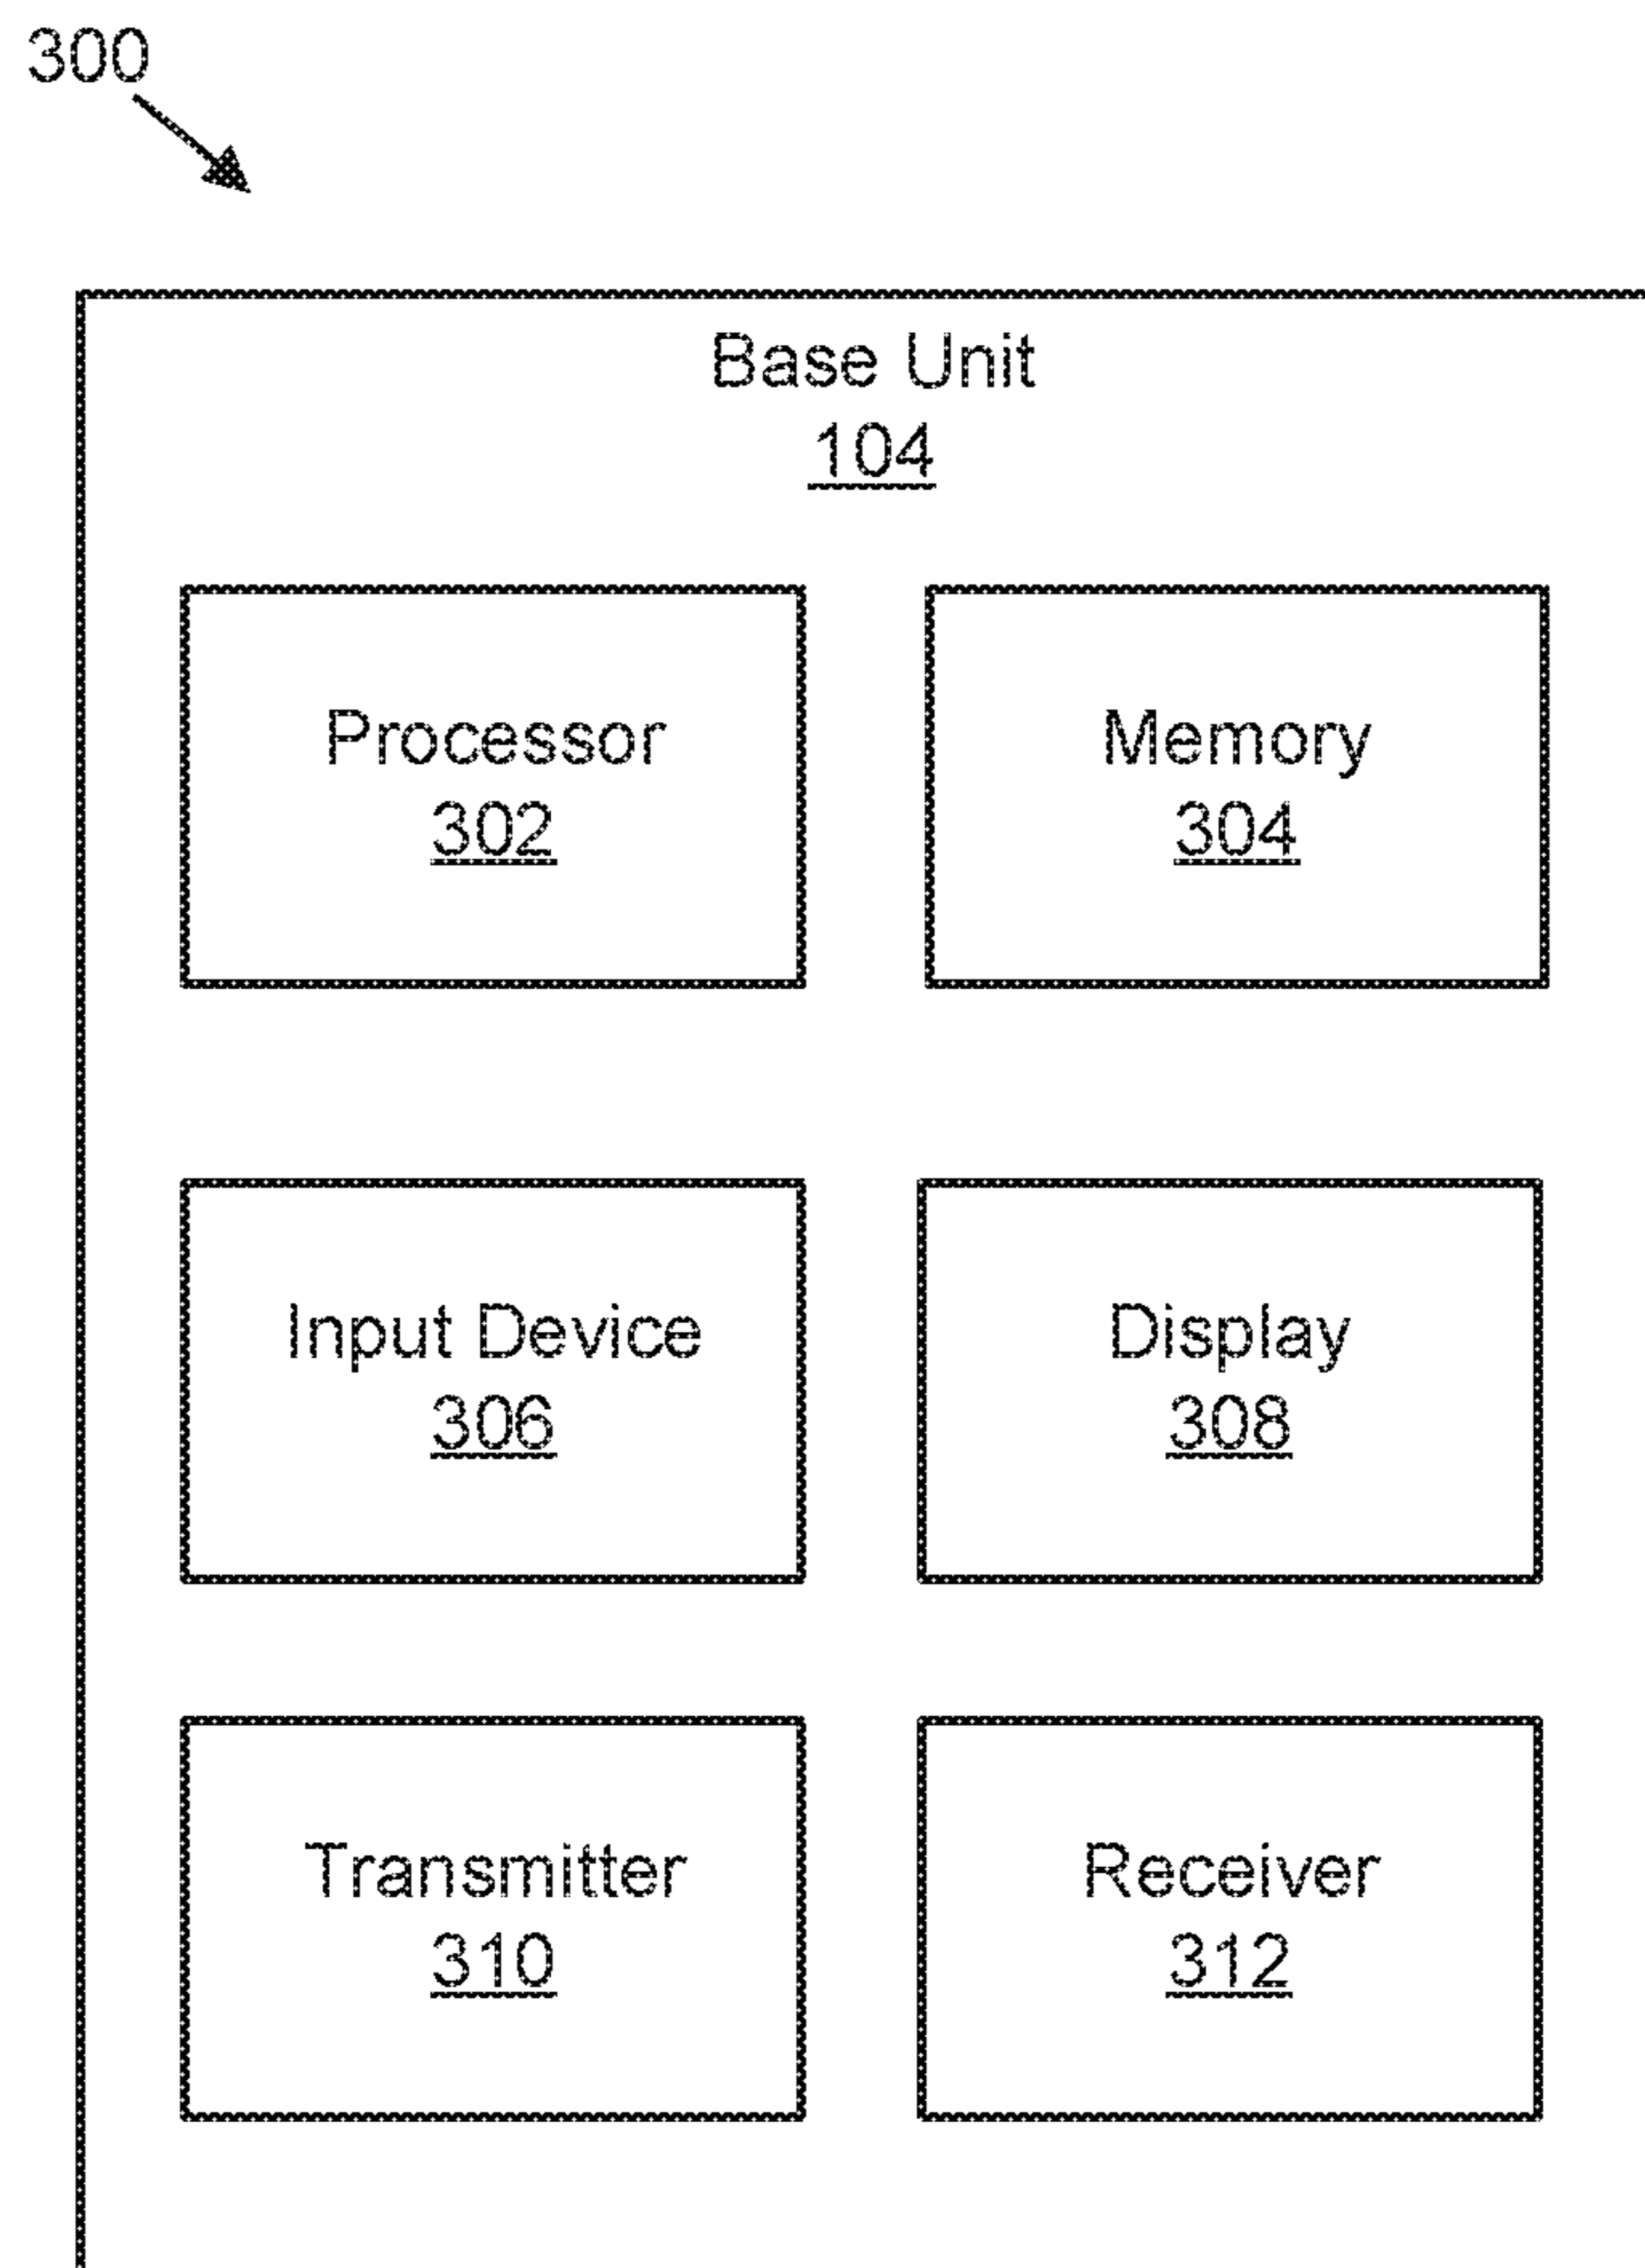 300
Base Unit
104
Processor
302
Memory
304
Input Device
306
Display
308
Transmitter
310
Receiver
312